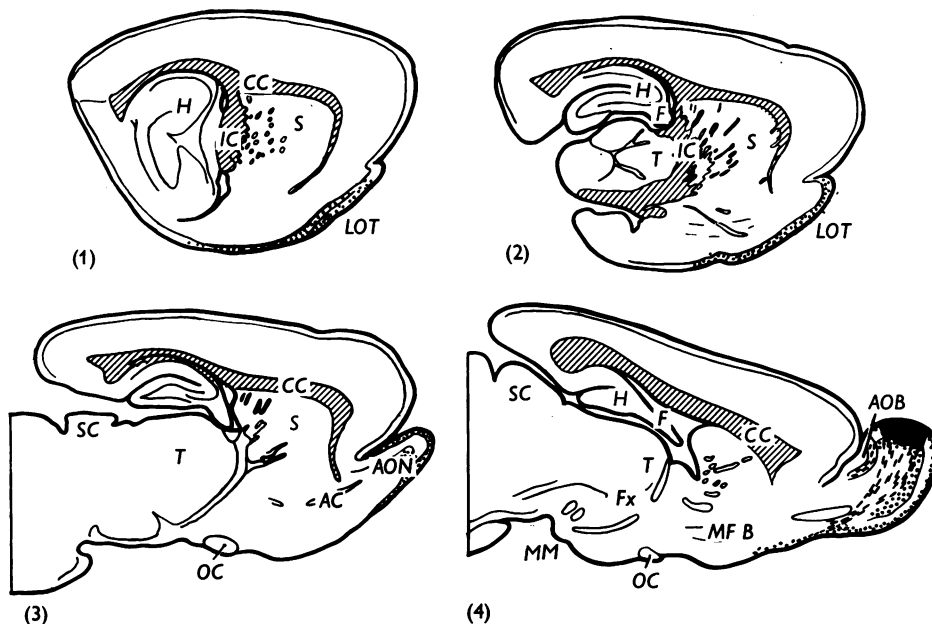 CC
H
S
IC
LOT
(1)
H
F
T
IC
S
LOT
(2)
SC
CC
S
T
AON
AC
OC
(3)
SC
H
F
CC
AOB
T
Fx
MF B
MM
OC
(4)